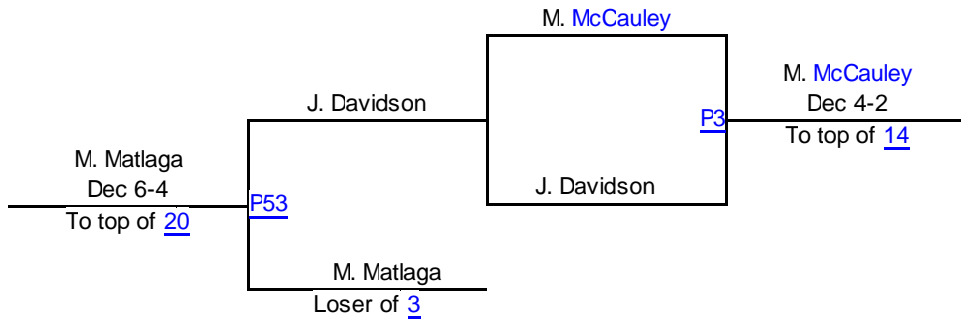 M. McCauley
M. McCauley
J. Davidson
Dec 4-2
P3
To top of 14
M. Matlaga
J. Davidson
Dec 6-4
P53
To top of 20
M. Matlaga
Loser of 3